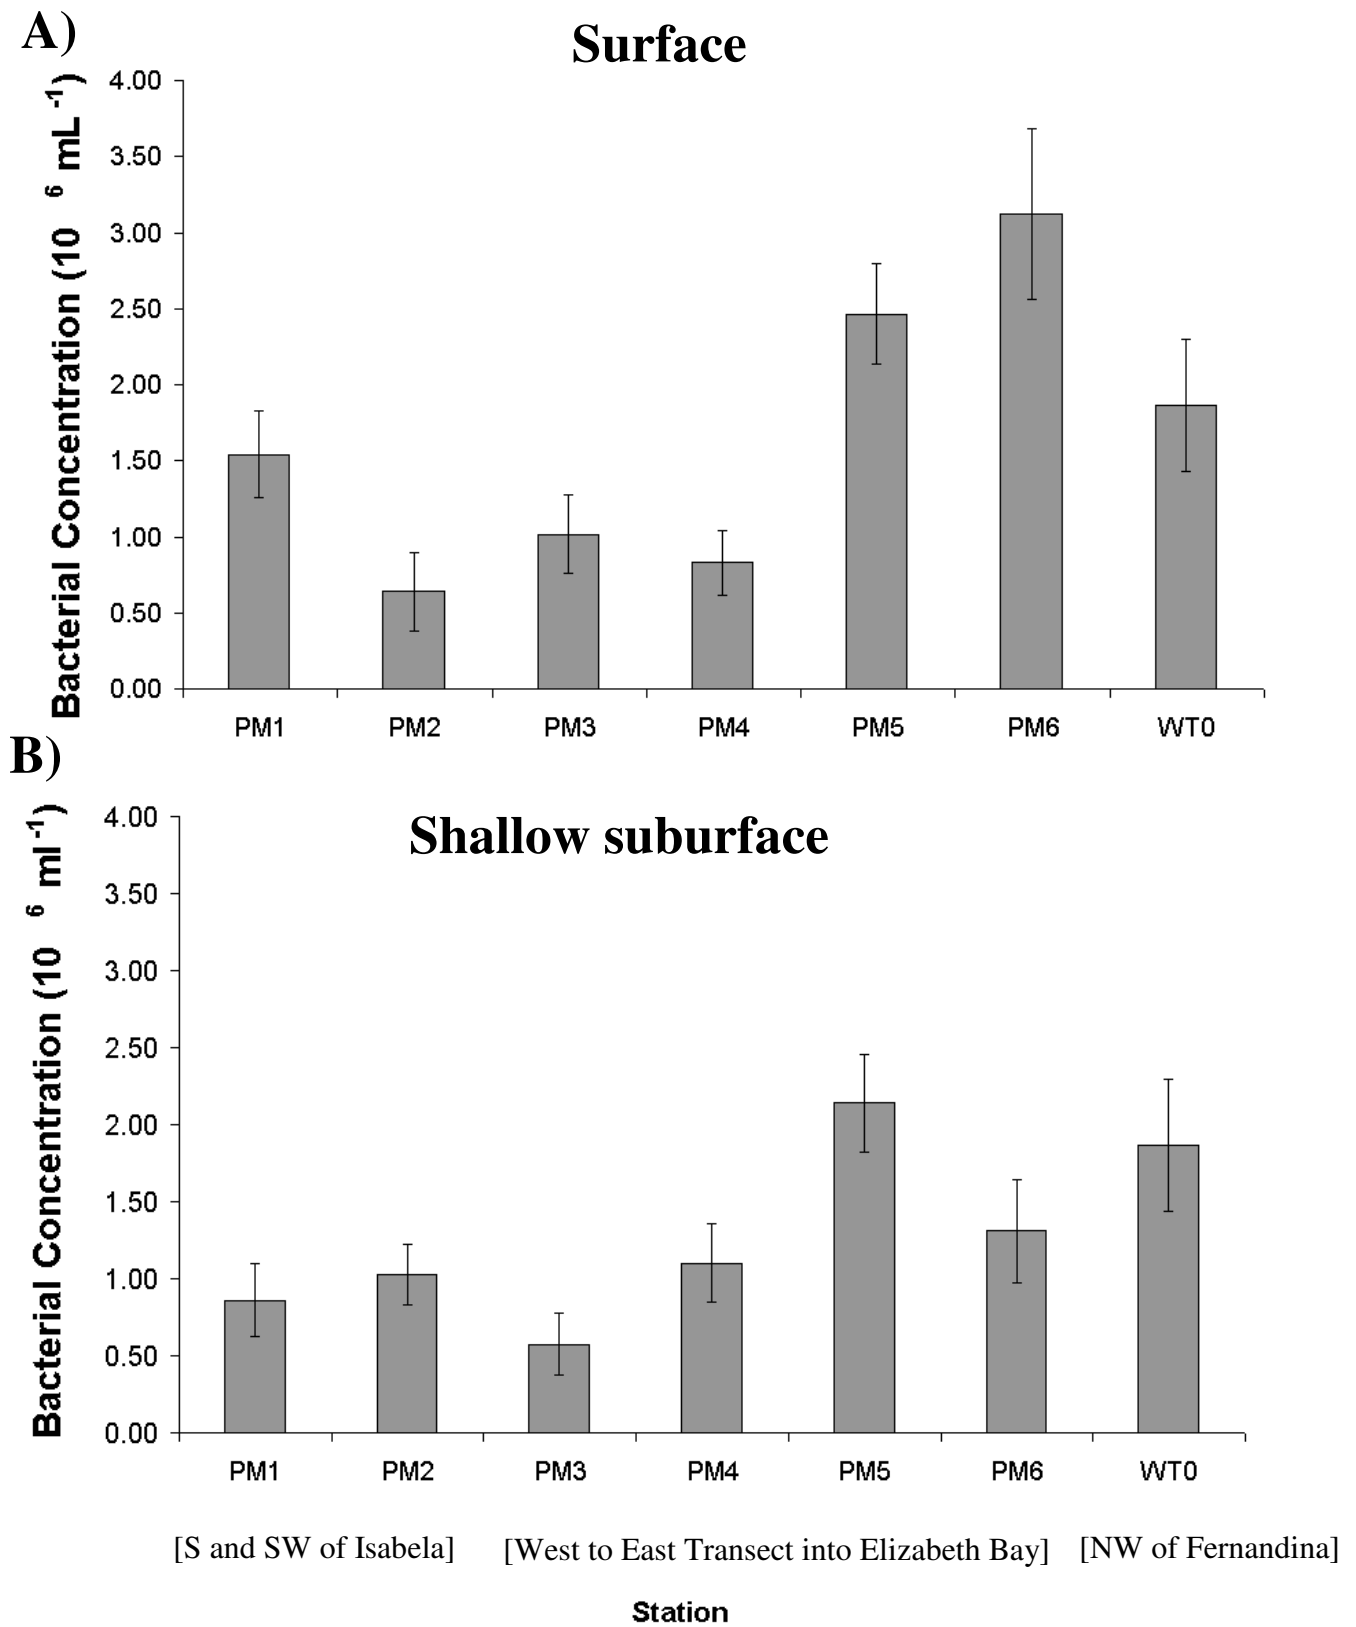 A)
Surface
Bacterial Concentration (10 6 mL -1)
4.00
3.50
3.00
2.50
2.00
1.50
1.00
0.50
0.00
PM1 PM2 PM3 PM4 PM5 PM6 WT0
B)
Shallow suburface
Bacterial Concentration (10 6 ml -1)
4.00
3.50
3.00
2.50
2.00
1.50
1.00
0.50
0.00
PM1 PM2 PM3 PM4 PM5 PM6 WT0
[S and SW of Isabela] [West to East Transect into Elizabeth Bay] [NW of Fernandina]
Station